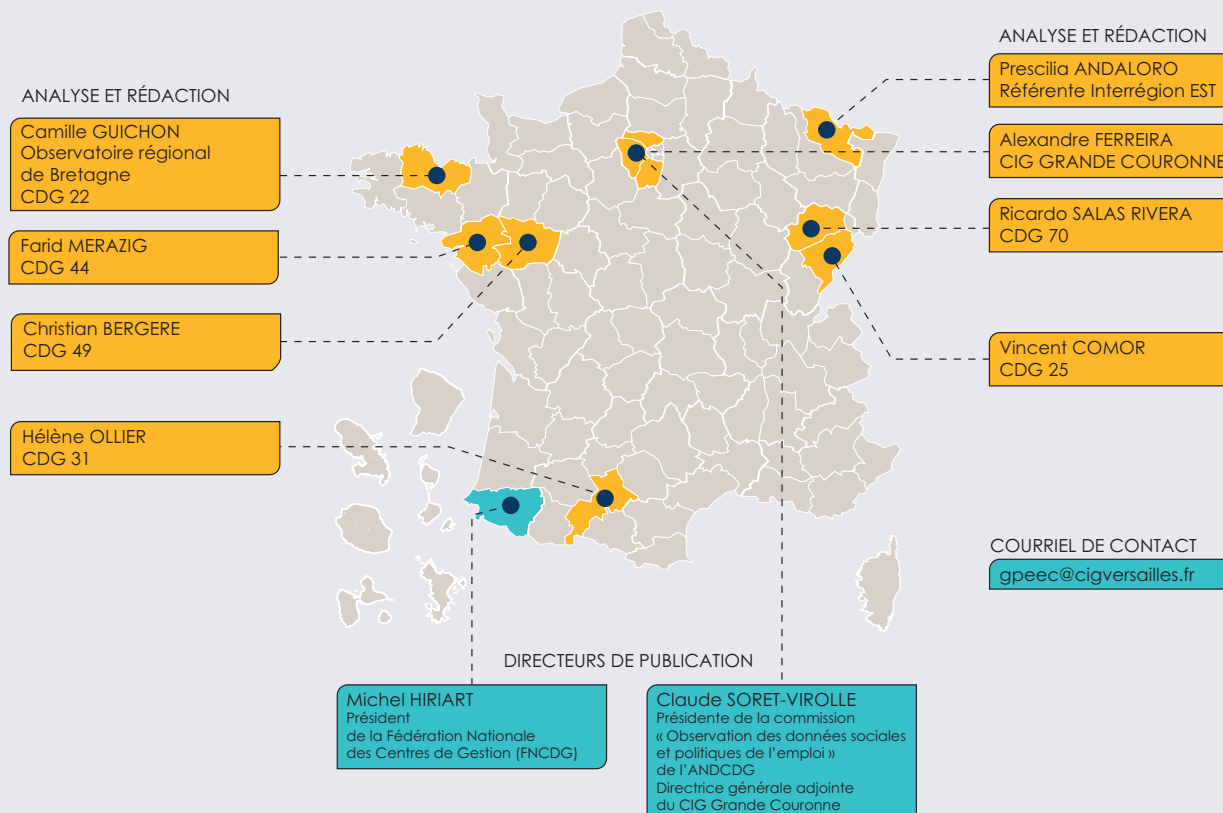 ANALYSE ET RÉDACTION
Camille GUICHON
Observatoire régional
de Bretagne
CDG 22
Farid MERAZIG
CDG 44
Christian BERGERE
CDG 49
Hélène OLLIER
CDG 31
ANALYSE ET RÉDACTION
Prescilia ANDALORO
Référente Interrégion EST
Alexandre FERREIRA
CIG GRANDE COURONNE
Ricardo SALAS RIVERA
CDG 70
Vincent COMOR
CDG 25
COURRIEL DE CONTACT
gpeec@cigversailles.fr
DIRECTEURS DE PUBLICATION
Michel HIRIART
Président
de la Fédération Nationale
des Centres de Gestion (FNCDG)
Claude SORET-VIROLLE
Présidente de la commission
« Observation des données sociales
et politiques de l'emploi »
de l'ANDCDG
Directrice générale adjointe
du CIG Grande Couronne